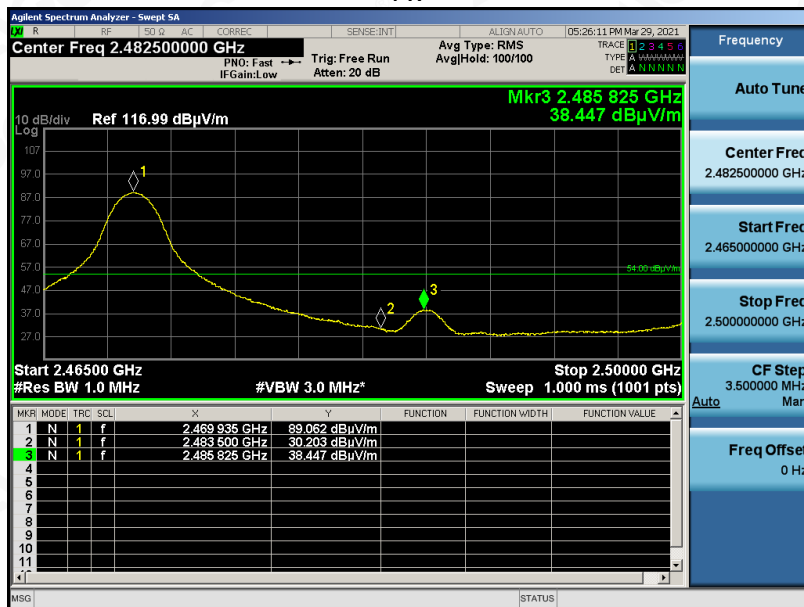 Agilent Spectrum Analyzer - Swept SA
LXI R RF 50 Ω AC CORREC SENSE:INT ALIGN AUTO 05:26:11 PM Mar 29, 2021
Center Freq 2.482500000 GHz
PNO: Fast
IFGain:Low
Trig: Free Run
Atten: 20 dB
Avg Type: RMS
Avg|Hold: 100/100
TRACE 1 2 3 4 5 6
TYPE A WWWWW
DET A N N N N N
Frequency
Mkr3 2.485 825 GHz
38.447 dBµV/m
10 dB/div Ref 116.99 dBµV/m
Log
107
97.0
87.0
77.0
67.0
57.0
47.0
37.0
27.0
1
2
3
54.00 dBµV/m
Start 2.46500 GHz Stop 2.50000 GHz
#Res BW 1.0 MHz #VBW 3.0 MHz* Sweep 1.000 ms (1001 pts)
MKR MODE TRC SCL X Y FUNCTION FUNCTION WIDTH FUNCTION VALUE
1 N 1 f 2.469 935 GHz 89.062 dBµV/m
2 N 1 f 2.483 500 GHz 30.203 dBµV/m
3 N 1 f 2.485 825 GHz 38.447 dBµV/m
4
5
6
7
8
9
10
11
Auto Tune
Center Freq
2.482500000 GHz
Start Freq
2.465000000 GHz
Stop Freq
2.500000000 GHz
CF Step
3.500000 MHz
Auto Man
Freq Offset
0 Hz
MSG STATUS